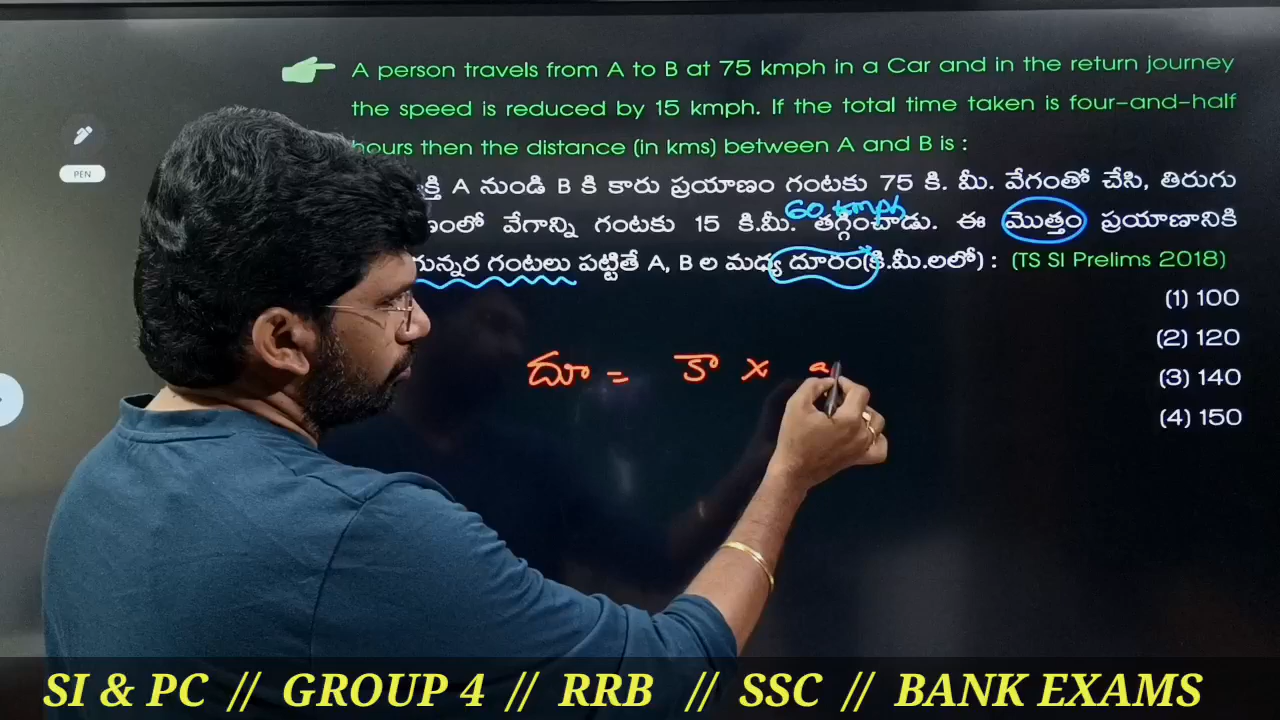 A person travels from A to B at 75 kmph in a Car and in the return journey
the speed is reduced by 15 kmph. If the total time taken is four-and-half
hours then the distance (in kms) between A and B is :
A నుండి B కి కారు ప్రయాణం గంటకు 75 కి. మీ. వేగంతో చేసి, తిరుగు
60 kmph
వేగాన్ని గంటకు 15 కి.మీ. తగ్గించాడు. ఈ మొత్తం ప్రయాణానికి
గంటలు పట్టితే A, B ల మధ్య దూరం(కి.మీ.లలో) : (TS SI Prelims 2018)
(1) 100
(2) 120
(3) 140
(4) 150
దూ = కా ×
PEN
SI & PC // GROUP 4 // RRB // SSC // BANK EXAMS